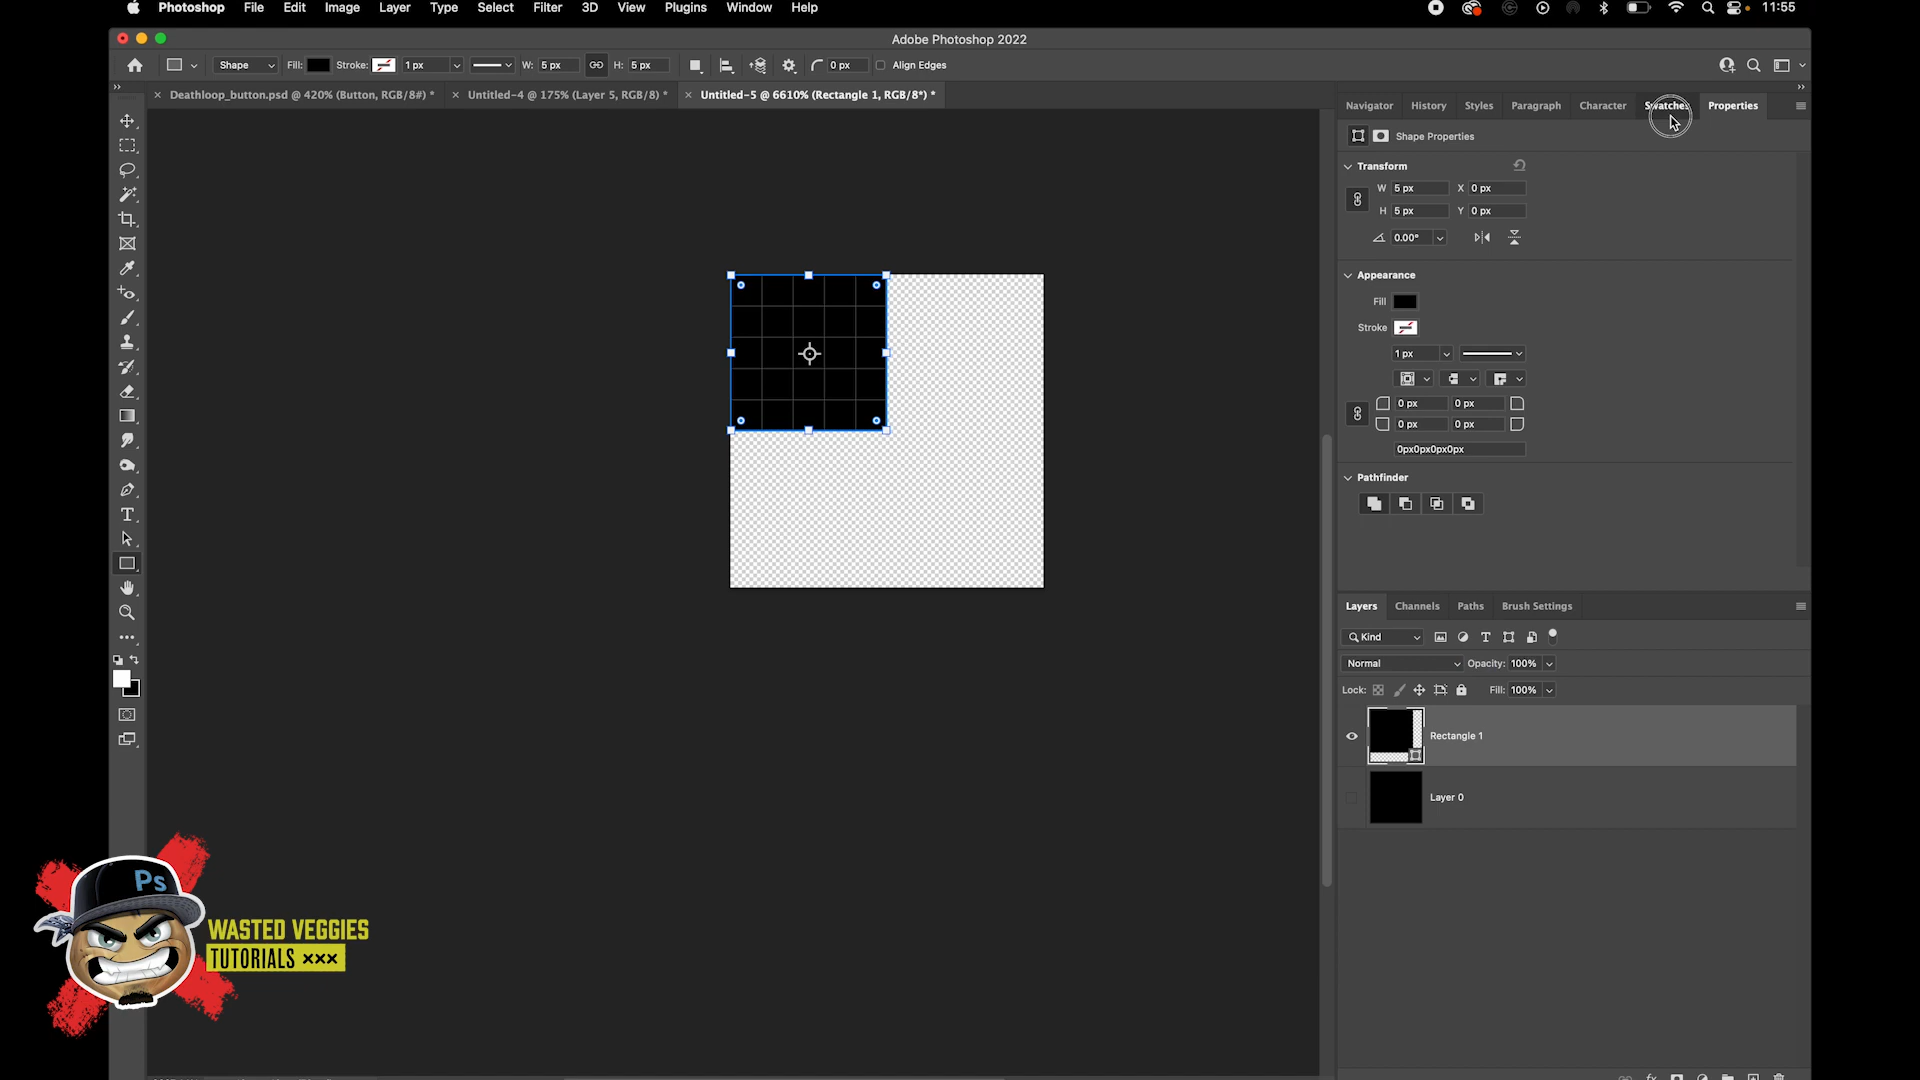 Photoshop File Edit Image Layer Type Select Filter 3D View Plugins Window Help 11:55
Adobe Photoshop 2022
Shape Fill: Stroke: 1 px W: 5 px H: 5 px 0 px Align Edges
Deathloop_button.psd @ 420% (Button, RGB/8#) * Untitled-4 @ 175% (Layer 5, RGB/8) * Untitled-5 @ 6610% (Rectangle 1, RGB/8*) *
Navigator History Styles Paragraph Character Swatches Properties
Shape Properties
Transform
W 5 px X 0 px
H 5 px Y 0 px
0.00°
Appearance
Fill
Stroke
1 px
0 px 0 px
0 px 0 px
0px0px0px0px
Pathfinder
T
Layers Channels Paths Brush Settings
Kind T
Normal Opacity: 100%
Lock: Fill: 100%
Rectangle 1
Layer 0
Ps
WASTED VEGGIES
TUTORIALS ×××